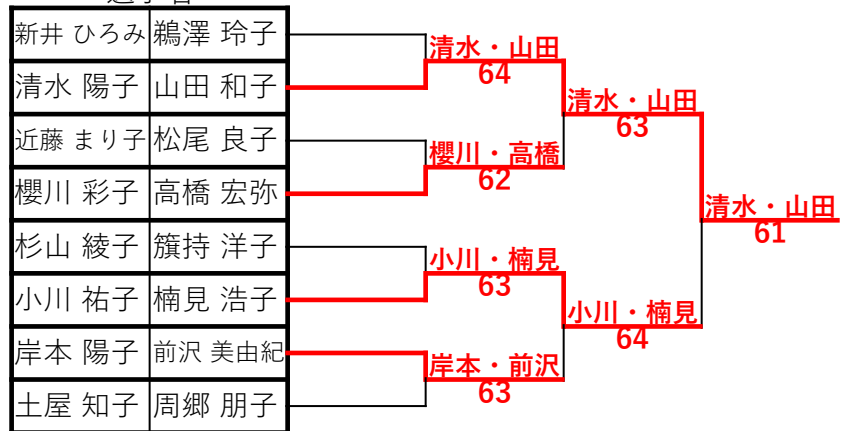 新井 ひろみ 鵜澤 玲子
清水 陽子 山田 和子
近藤 まり子 松尾 良子
櫻川 彩子 高橋 宏弥
杉山 綾子 籏持 洋子
小川 祐子 楠見 浩子
岸本 陽子 前沢 美由紀
土屋 知子 周郷 朋子
清水・山田
64
櫻川・高橋
62
小川・楠見
63
岸本・前沢
63
清水・山田
63
小川・楠見
64
清水・山田
61